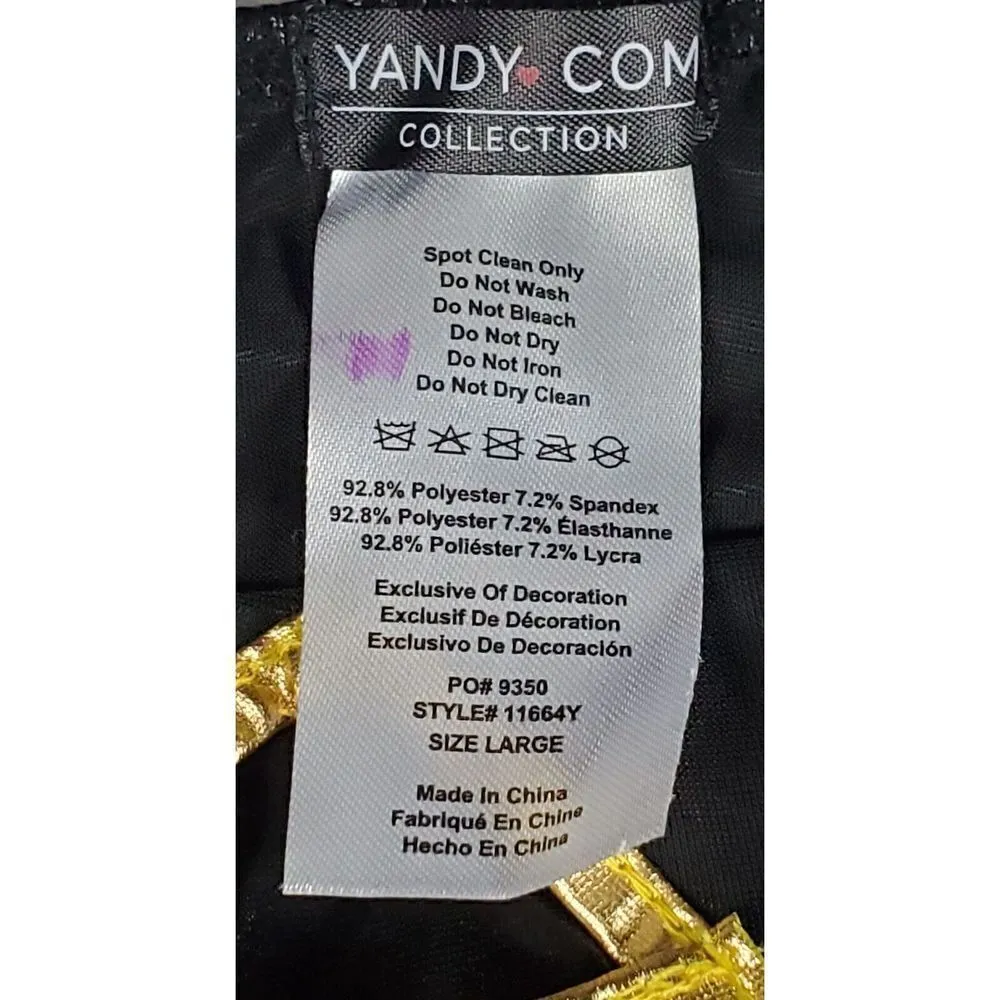 YANDY COM
COLLECTION
Spot Clean Only
Do Not Wash
Do Not Bleach
Do Not Dry
Do Not Iron
Do Not Dry Clean
92.8% Polyester 7.2% Spandex
92.8% Polyester 7.2% Élasthanne
92.8% Poliéster 7.2% Lycra
Exclusive Of Decoration
Exclusif De Décoration
Exclusivo De Decoración
PO# 9350
STYLE# 11664Y
SIZE LARGE
Made In China
Fabriqué En Chine
Hecho En China